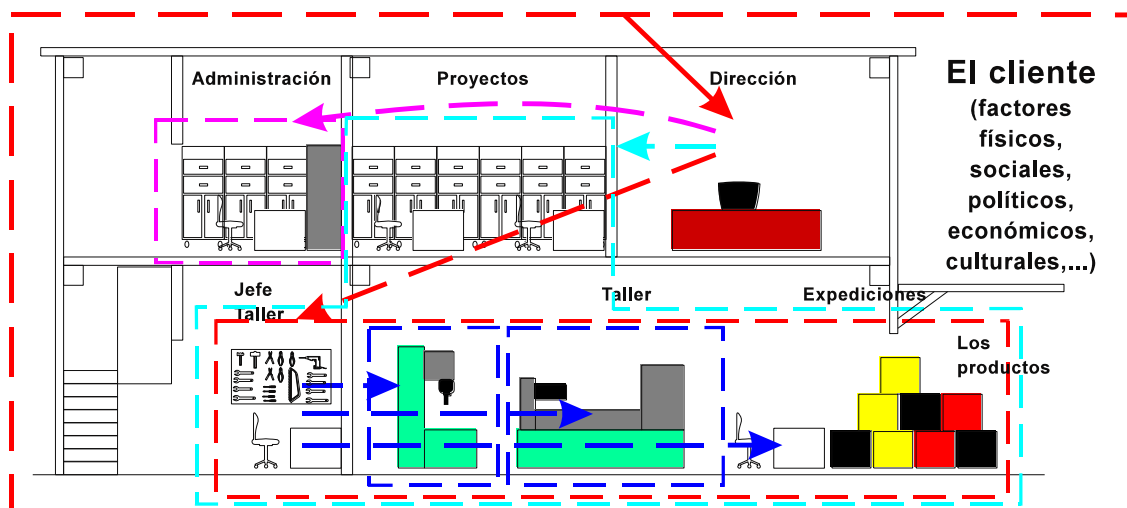 Administración
Proyectos
Dirección
El cliente
(factores
físicos,
sociales,
políticos,
económicos,
culturales,...)
Jefe
Taller
Taller
Expediciones
Los
productos